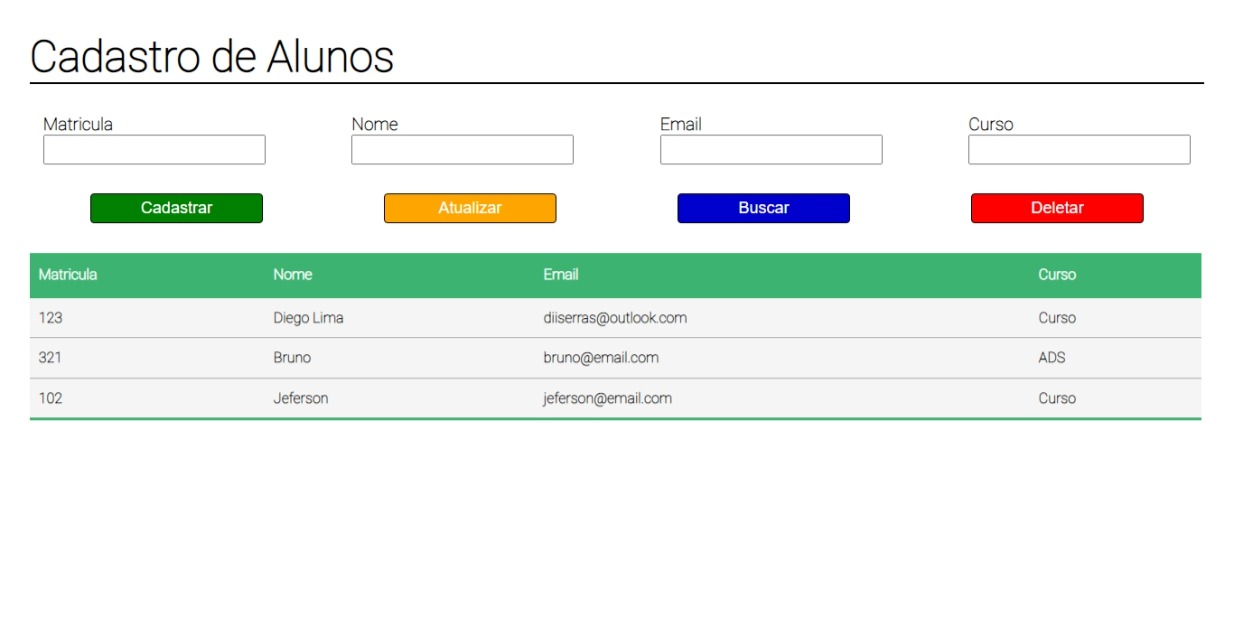 Cadastro de Alunos
Matricula Nome Email Curso
Cadastrar Atualizar Buscar Deletar
Matricula Nome Email Curso
123 Diego Lima diiserras@outlook.com Curso
321 Bruno bruno@email.com ADS
102 Jeferson jeferson@email.com Curso